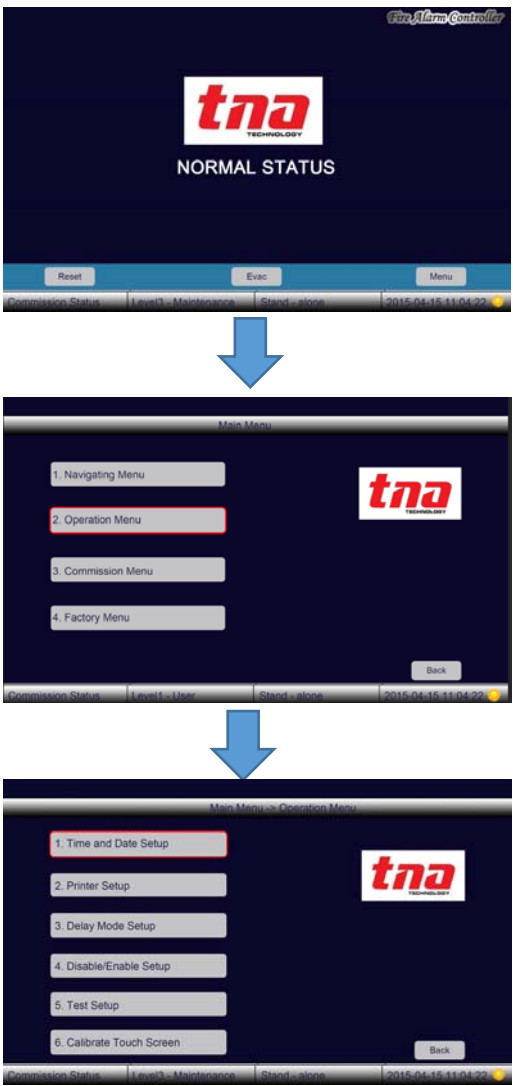 Fire Alarm Controller
tna
TECHNOLOGY
NORMAL STATUS
Reset Evac Menu
Commission Status Level3 - Maintenance Stand - alone 2015-04-15 11:04:22
Main Menu
1. Navigating Menu
tna
TECHNOLOGY
2. Operation Menu
3. Commission Menu
4. Factory Menu
Back
Commission Status Level1 - User Stand - alone 2015-04-15 11:04:22
Main Menu -> Operation Menu
1. Time and Date Setup
tna
TECHNOLOGY
2. Printer Setup
3. Delay Mode Setup
4. Disable/Enable Setup
5. Test Setup
6. Calibrate Touch Screen
Back
Commission Status Level3 - Maintenance Stand - alone 2015-04-15 11:04:22